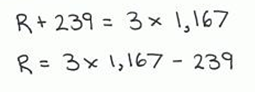 R + 239 = 3 × 1,167
R = 3 × 1,167 - 239